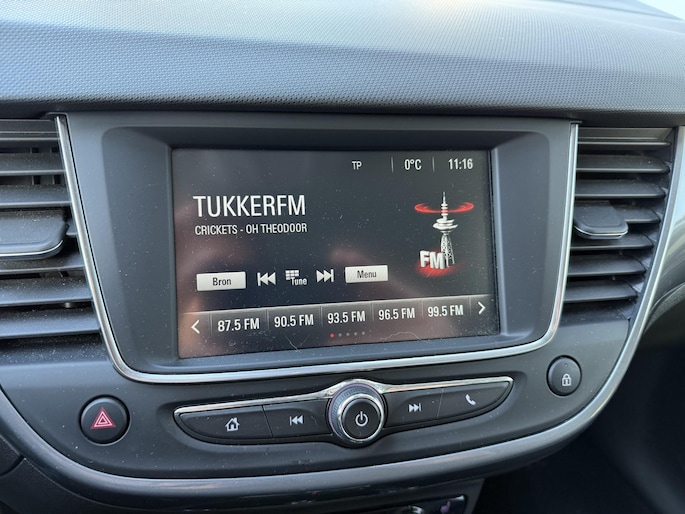 TP 0°C 11:16
TUKKERFM
CRICKETS - OH THEODOOR
FM
Bron Tune Menu
87.5 FM 90.5 FM 93.5 FM 96.5 FM 99.5 FM